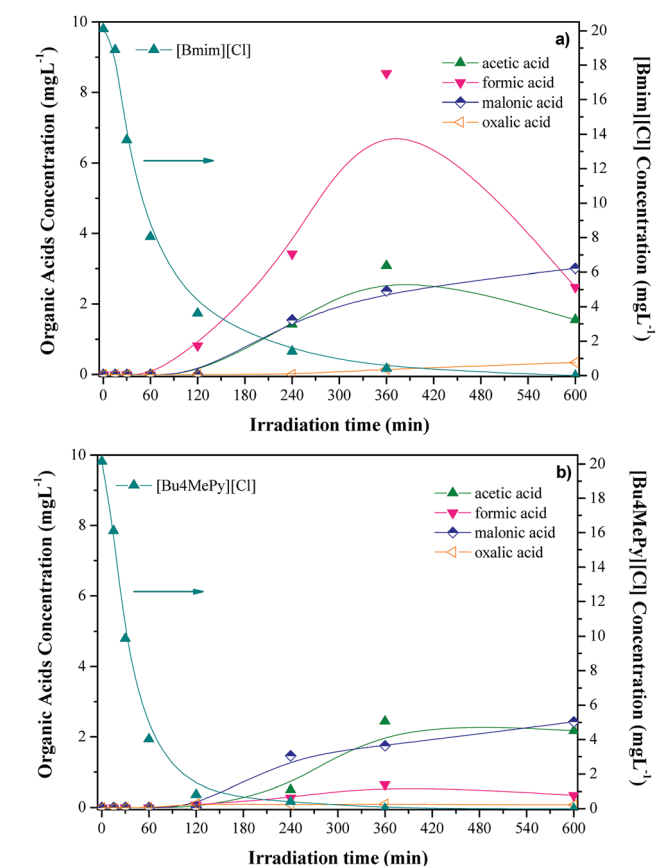 a)
[Bmim][Cl]
acetic acid
formic acid
malonic acid
oxalic acid
10
8
6
4
2
0
Organic Acids Concentration (mgL-1)
20
18
16
14
12
10
8
6
4
2
0
[Bmim][Cl] Concentration (mgL-1)
0 60 120 180 240 300 360 420 480 540 600
Irradiation time (min)
b)
[Bu4MePy][Cl]
acetic acid
formic acid
malonic acid
oxalic acid
10
8
6
4
2
0
Organic Acids Concentration (mgL-1)
20
18
16
14
12
10
8
6
4
2
0
[Bu4MePy][Cl] Concentration (mgL-1)
0 60 120 180 240 300 360 420 480 540 600
Irradiation time (min)